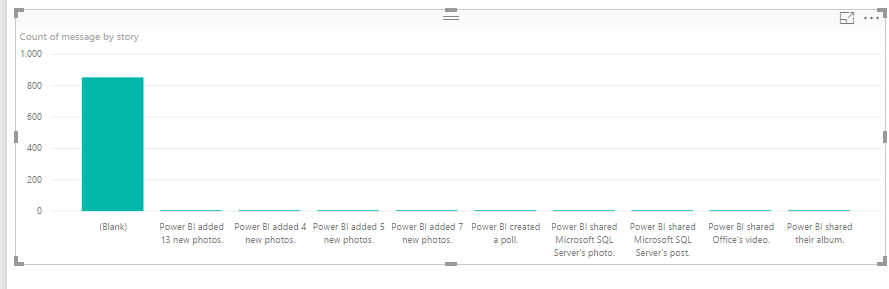 Count of message by story
1,000
800
600
400
200
0
(Blank)
Power BI added
13 new photos.
Power BI added 4
new photos.
Power BI added 5
new photos.
Power BI added 7
new photos.
Power BI created
a poll.
Power BI shared
Microsoft SQL
Server's photo.
Power BI shared
Microsoft SQL
Server's post.
Power BI shared
Office's video.
Power BI shared
their album.